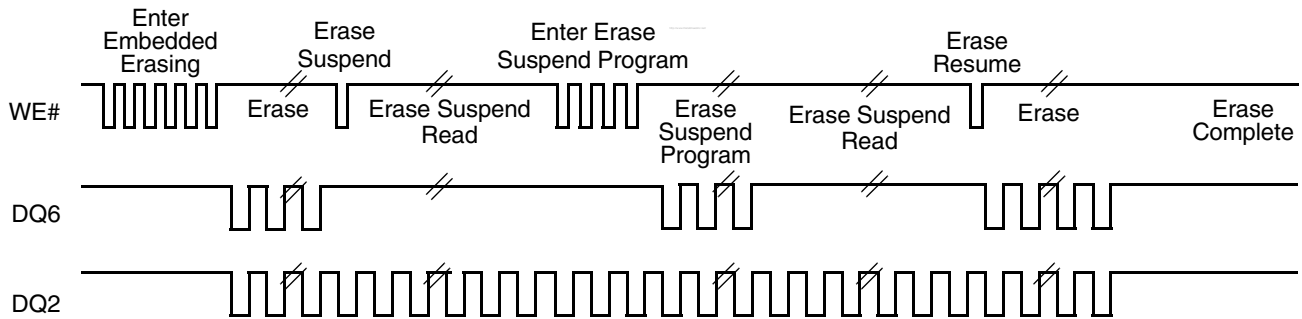 Enter
Embedded
Erasing
Erase
Suspend
Enter Erase
Suspend Program
Erase
Resume
WE#
Erase
Erase Suspend
Read
Erase
Suspend
Program
Erase Suspend
Read
Erase
Erase
Complete
DQ6
DQ2